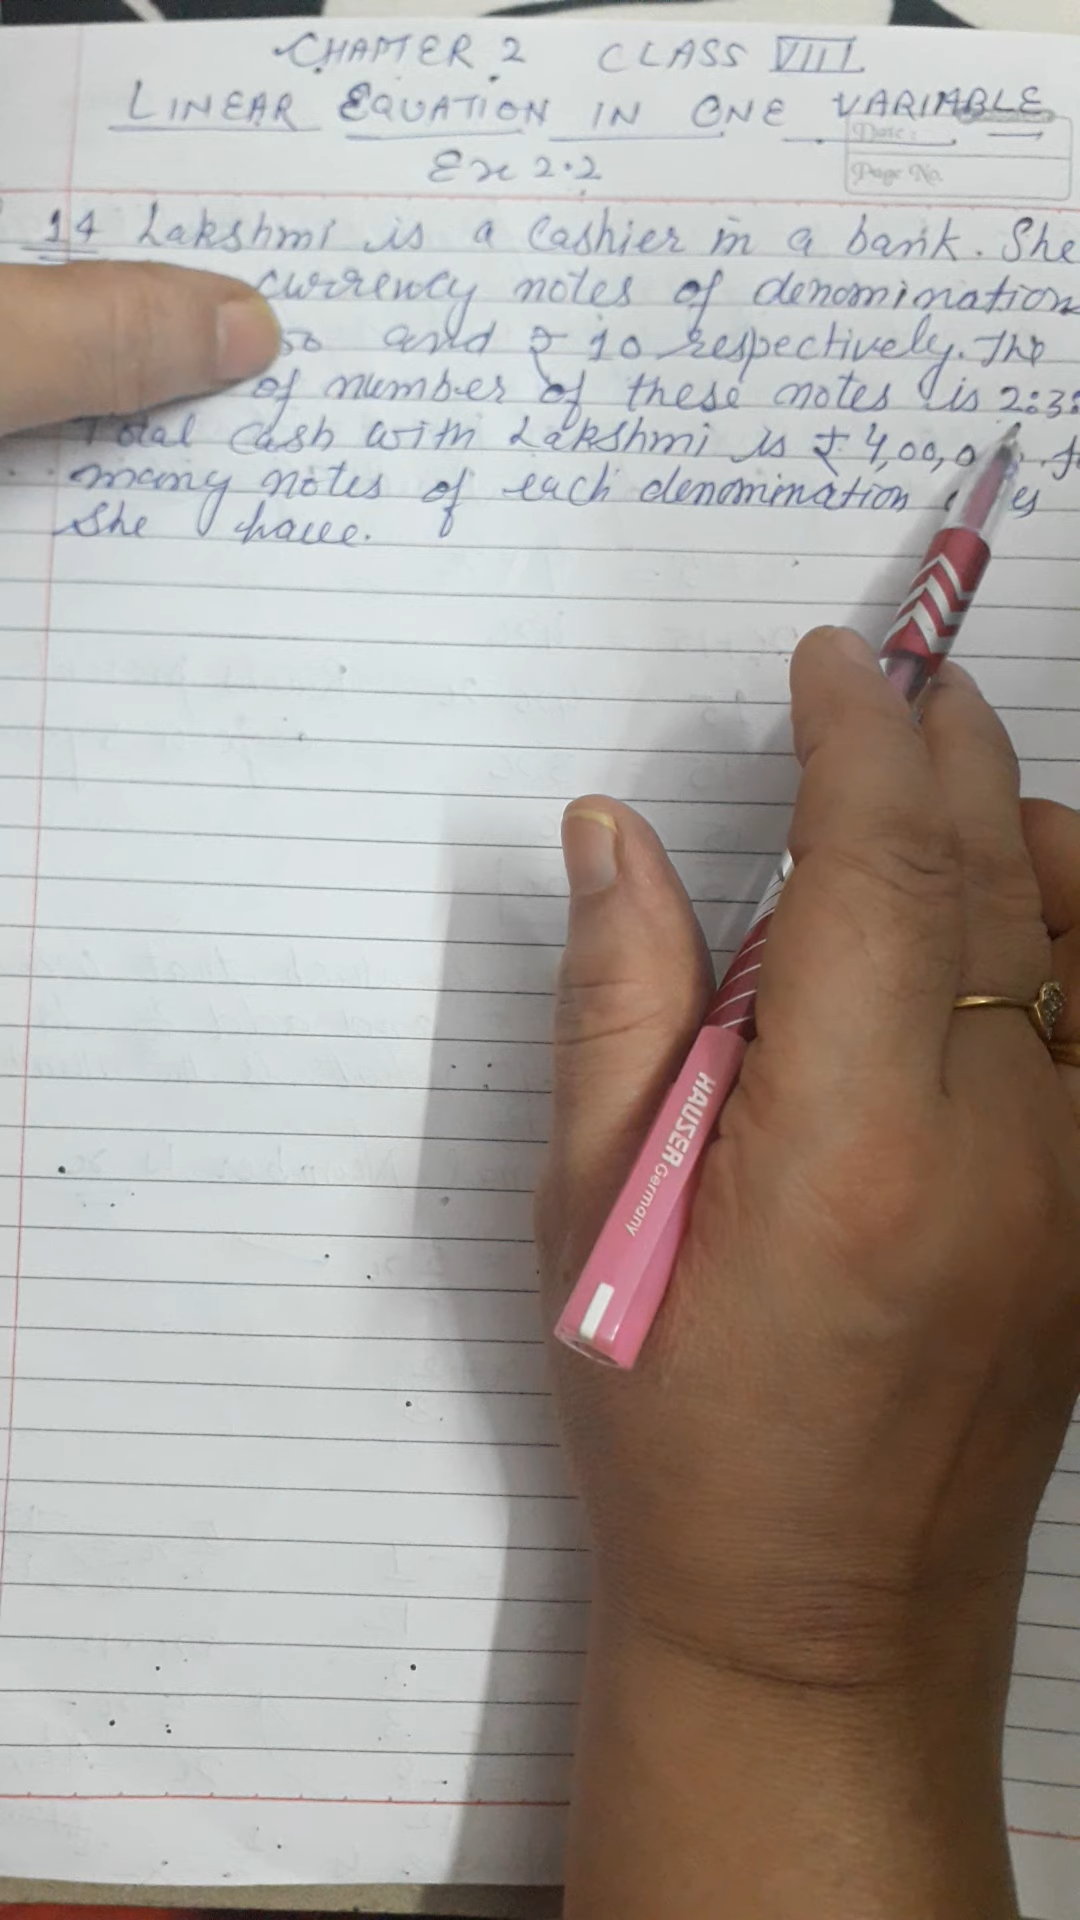 CHAPTER 2 CLASS VIII
LINEAR EQUATION IN ONE VARIABLE
Date:
Page No.
Ex 2.2
14 Lakshmi is a Cashier in a bank. She
currency notes of denomination
50 and ₹ 10 respectively. The
of number of these notes is 2:3:
Total Cash with Lakshmi is ₹ 4,00,0
many notes of each denomination es
She have.
HAUSER Germany